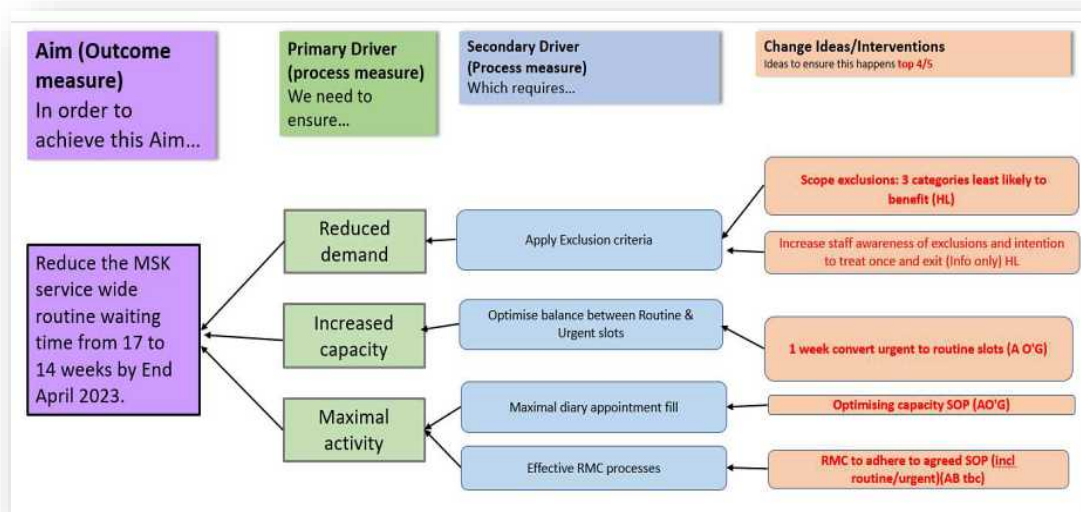 Aim (Outcome
measure)
In order to
achieve this Aim...
Primary Driver
(process measure)
We need to
ensure...
Secondary Driver
(Process measure)
Which requires...
Change Ideas/Interventions
Ideas to ensure this happens top 4/5
Reduce the MSK
service wide
routine waiting
time from 17 to
14 weeks by End
April 2023.
Reduced
demand
Increased
capacity
Maximal
activity
Apply Exclusion criteria
Optimise balance between Routine &
Urgent slots
Maximal diary appointment fill
Effective RMC processes
Scope exclusions: 3 categories least likely to
benefit (HL)
Increase staff awareness of exclusions and intention
to treat once and exit (Info only) HL
1 week convert urgent to routine slots (A O'G)
Optimising capacity SOP (AO'G)
RMC to adhere to agreed SOP (incl
routine/urgent)(AB tbc)